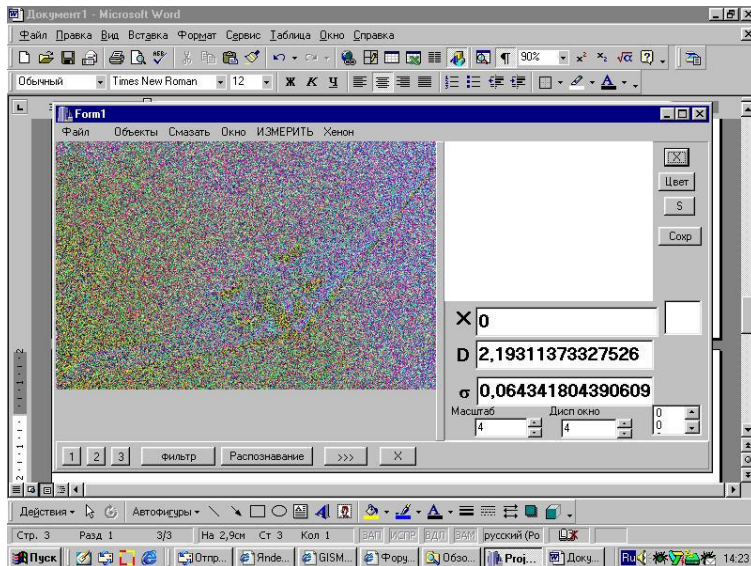 Документ1 - Microsoft Word
Файл Правка Вид Вставка Формат Сервис Таблица Окно Справка
90%
Обычный Times New Roman 12 Ж К Ч
Form1
Файл Объекты Смазать Окно ИЗМЕРИТЬ Хенон
X
Цвет
S
Сохр
X 0
D 2,19311373327526
σ 0,064341804390609
Масштаб Дисп окно
4 4 0
0
1 2 3 Фильтр Распознавание >>> X
Действия Автофигуры
Стр. 3 Разд 1 3/3 На 2,9см Ст 3 Кол 1 ЗАП ИСПР ВДЛ ЗАМ русский (Ро
Пуск Отпр... Янde... GISM... Фору... Обзо... Proj... Доку... Ru 14:23